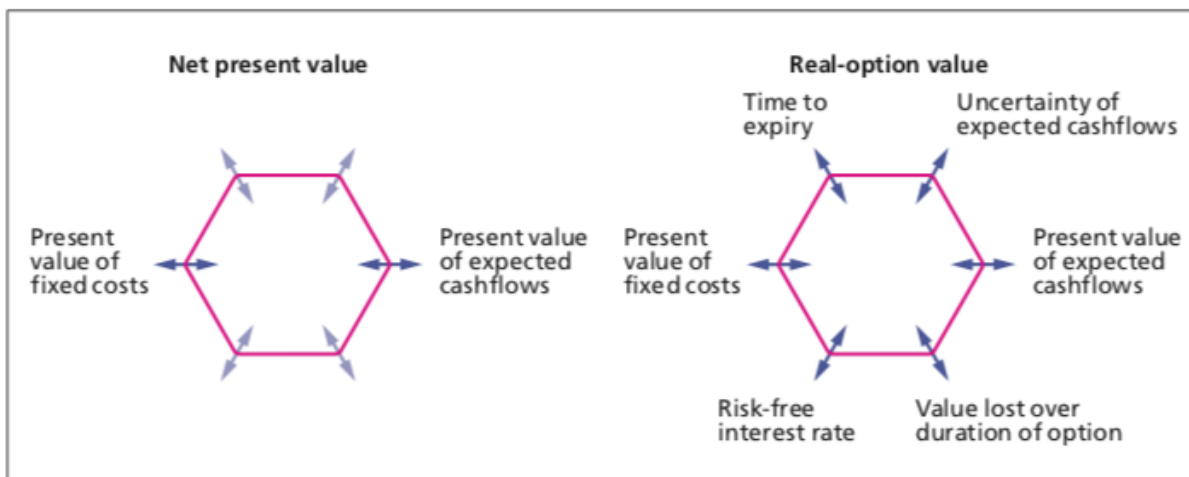 Net present value
Present
value of
fixed costs
Present value
of expected
cashflows
Real-option value
Time to
expiry
Uncertainty of
expected cashflows
Present
value of
fixed costs
Present value
of expected
cashflows
Risk-free
interest rate
Value lost over
duration of option